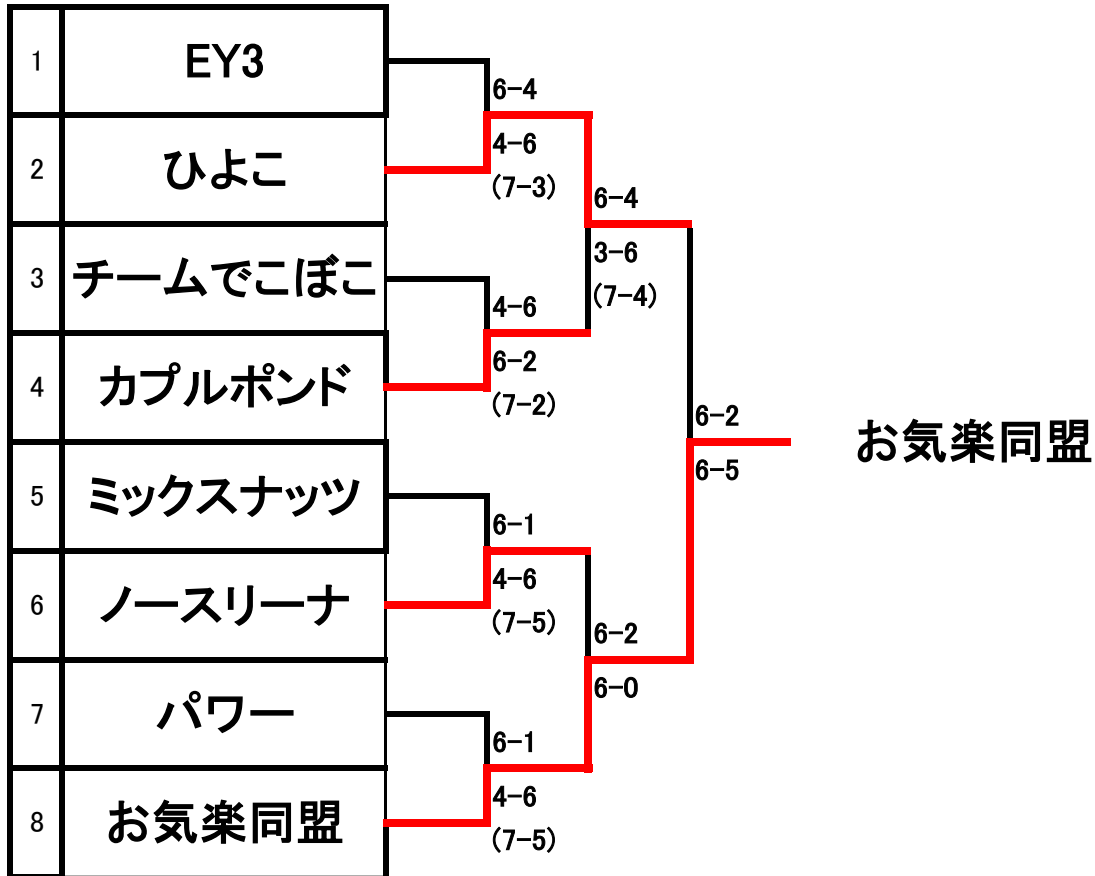 1 EY3
2 ひよこ
3 チームでこぼこ
4 カプルポンド
5 ミックスナッツ
6 ノースリーナ
7 パワー
8 お気楽同盟
6-4
4-6
(7-3)
4-6
6-2
(7-2)
6-1
4-6
(7-5)
6-1
4-6
(7-5)
6-4
3-6
(7-4)
6-2
6-0
6-2
6-5
お気楽同盟